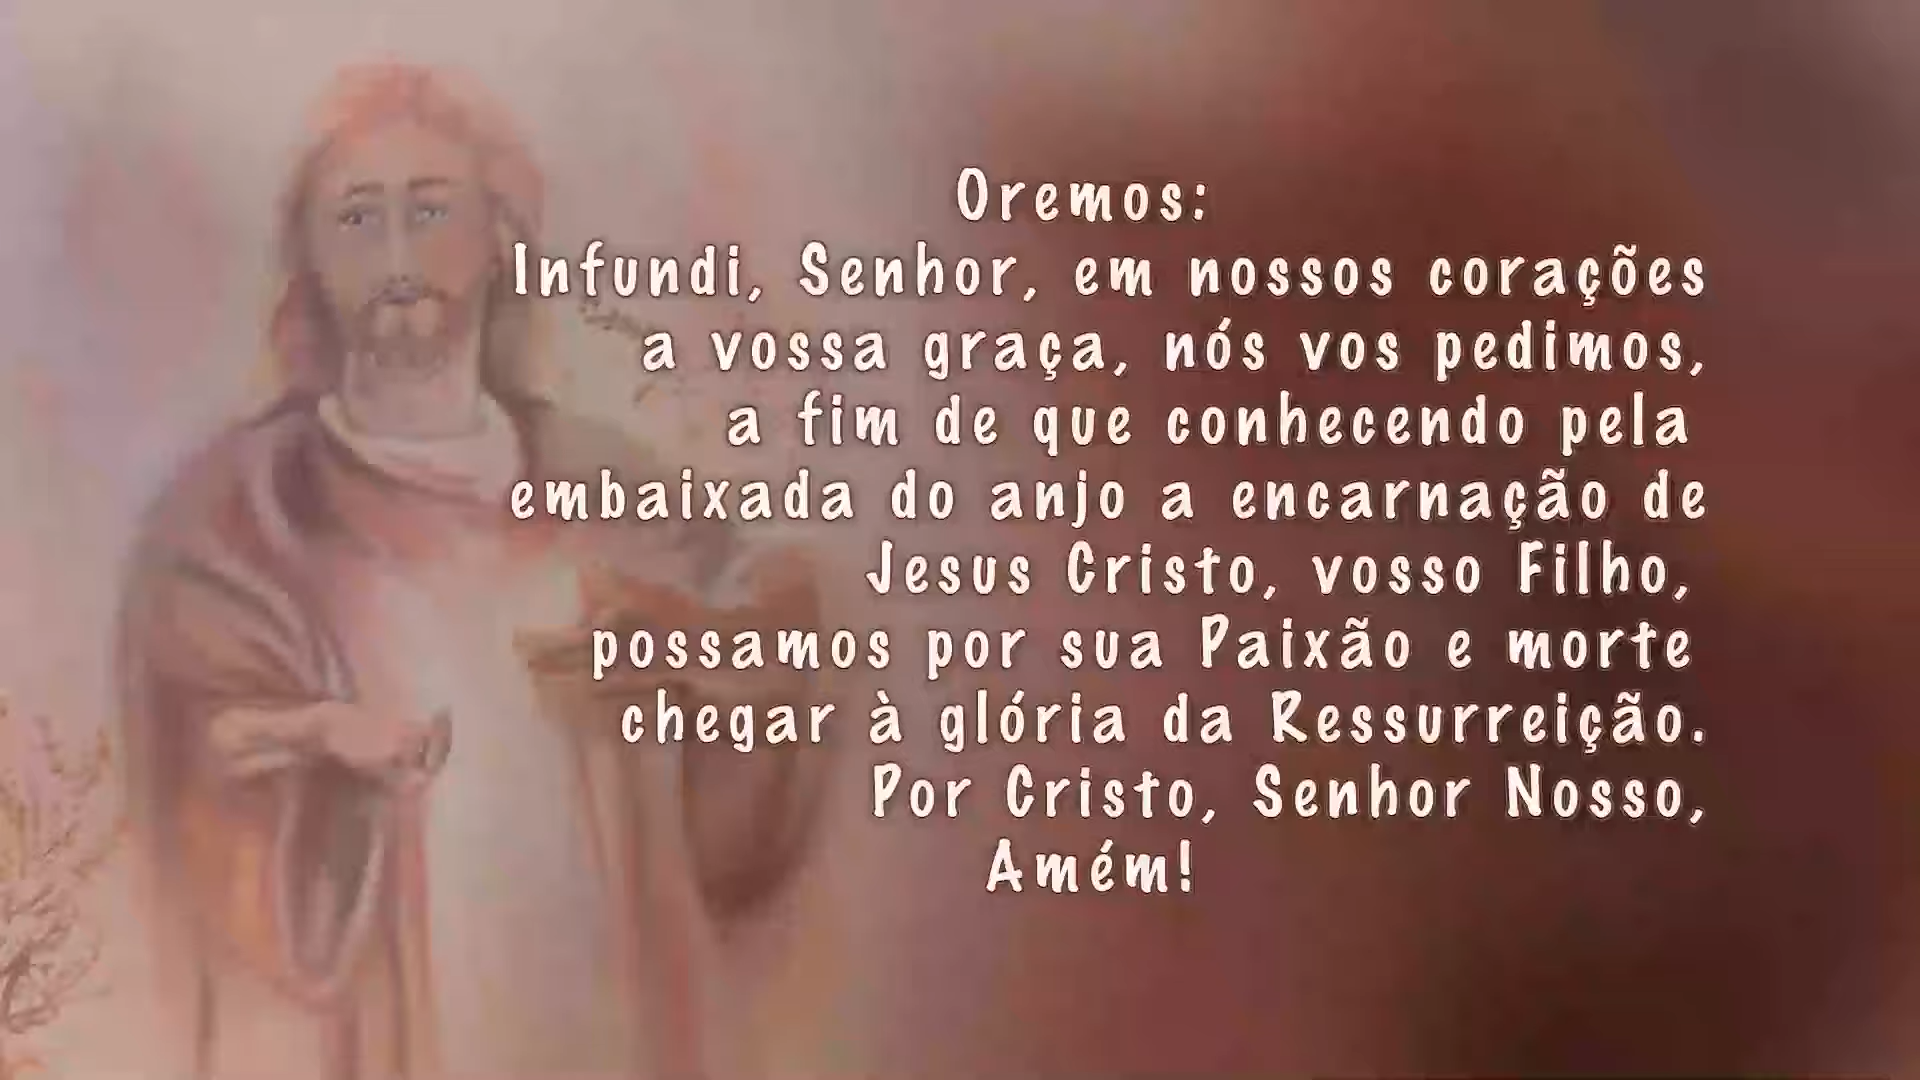 Oremos:
Infundi, Senhor, em nossos corações
a vossa graça, nós vos pedimos,
a fim de que conhecendo pela
embaixada do anjo a encarnação de
Jesus Cristo, vosso Filho,
possamos por sua Paixão e morte
chegar à glória da Ressurreição.
Por Cristo, Senhor Nosso,
Amém!